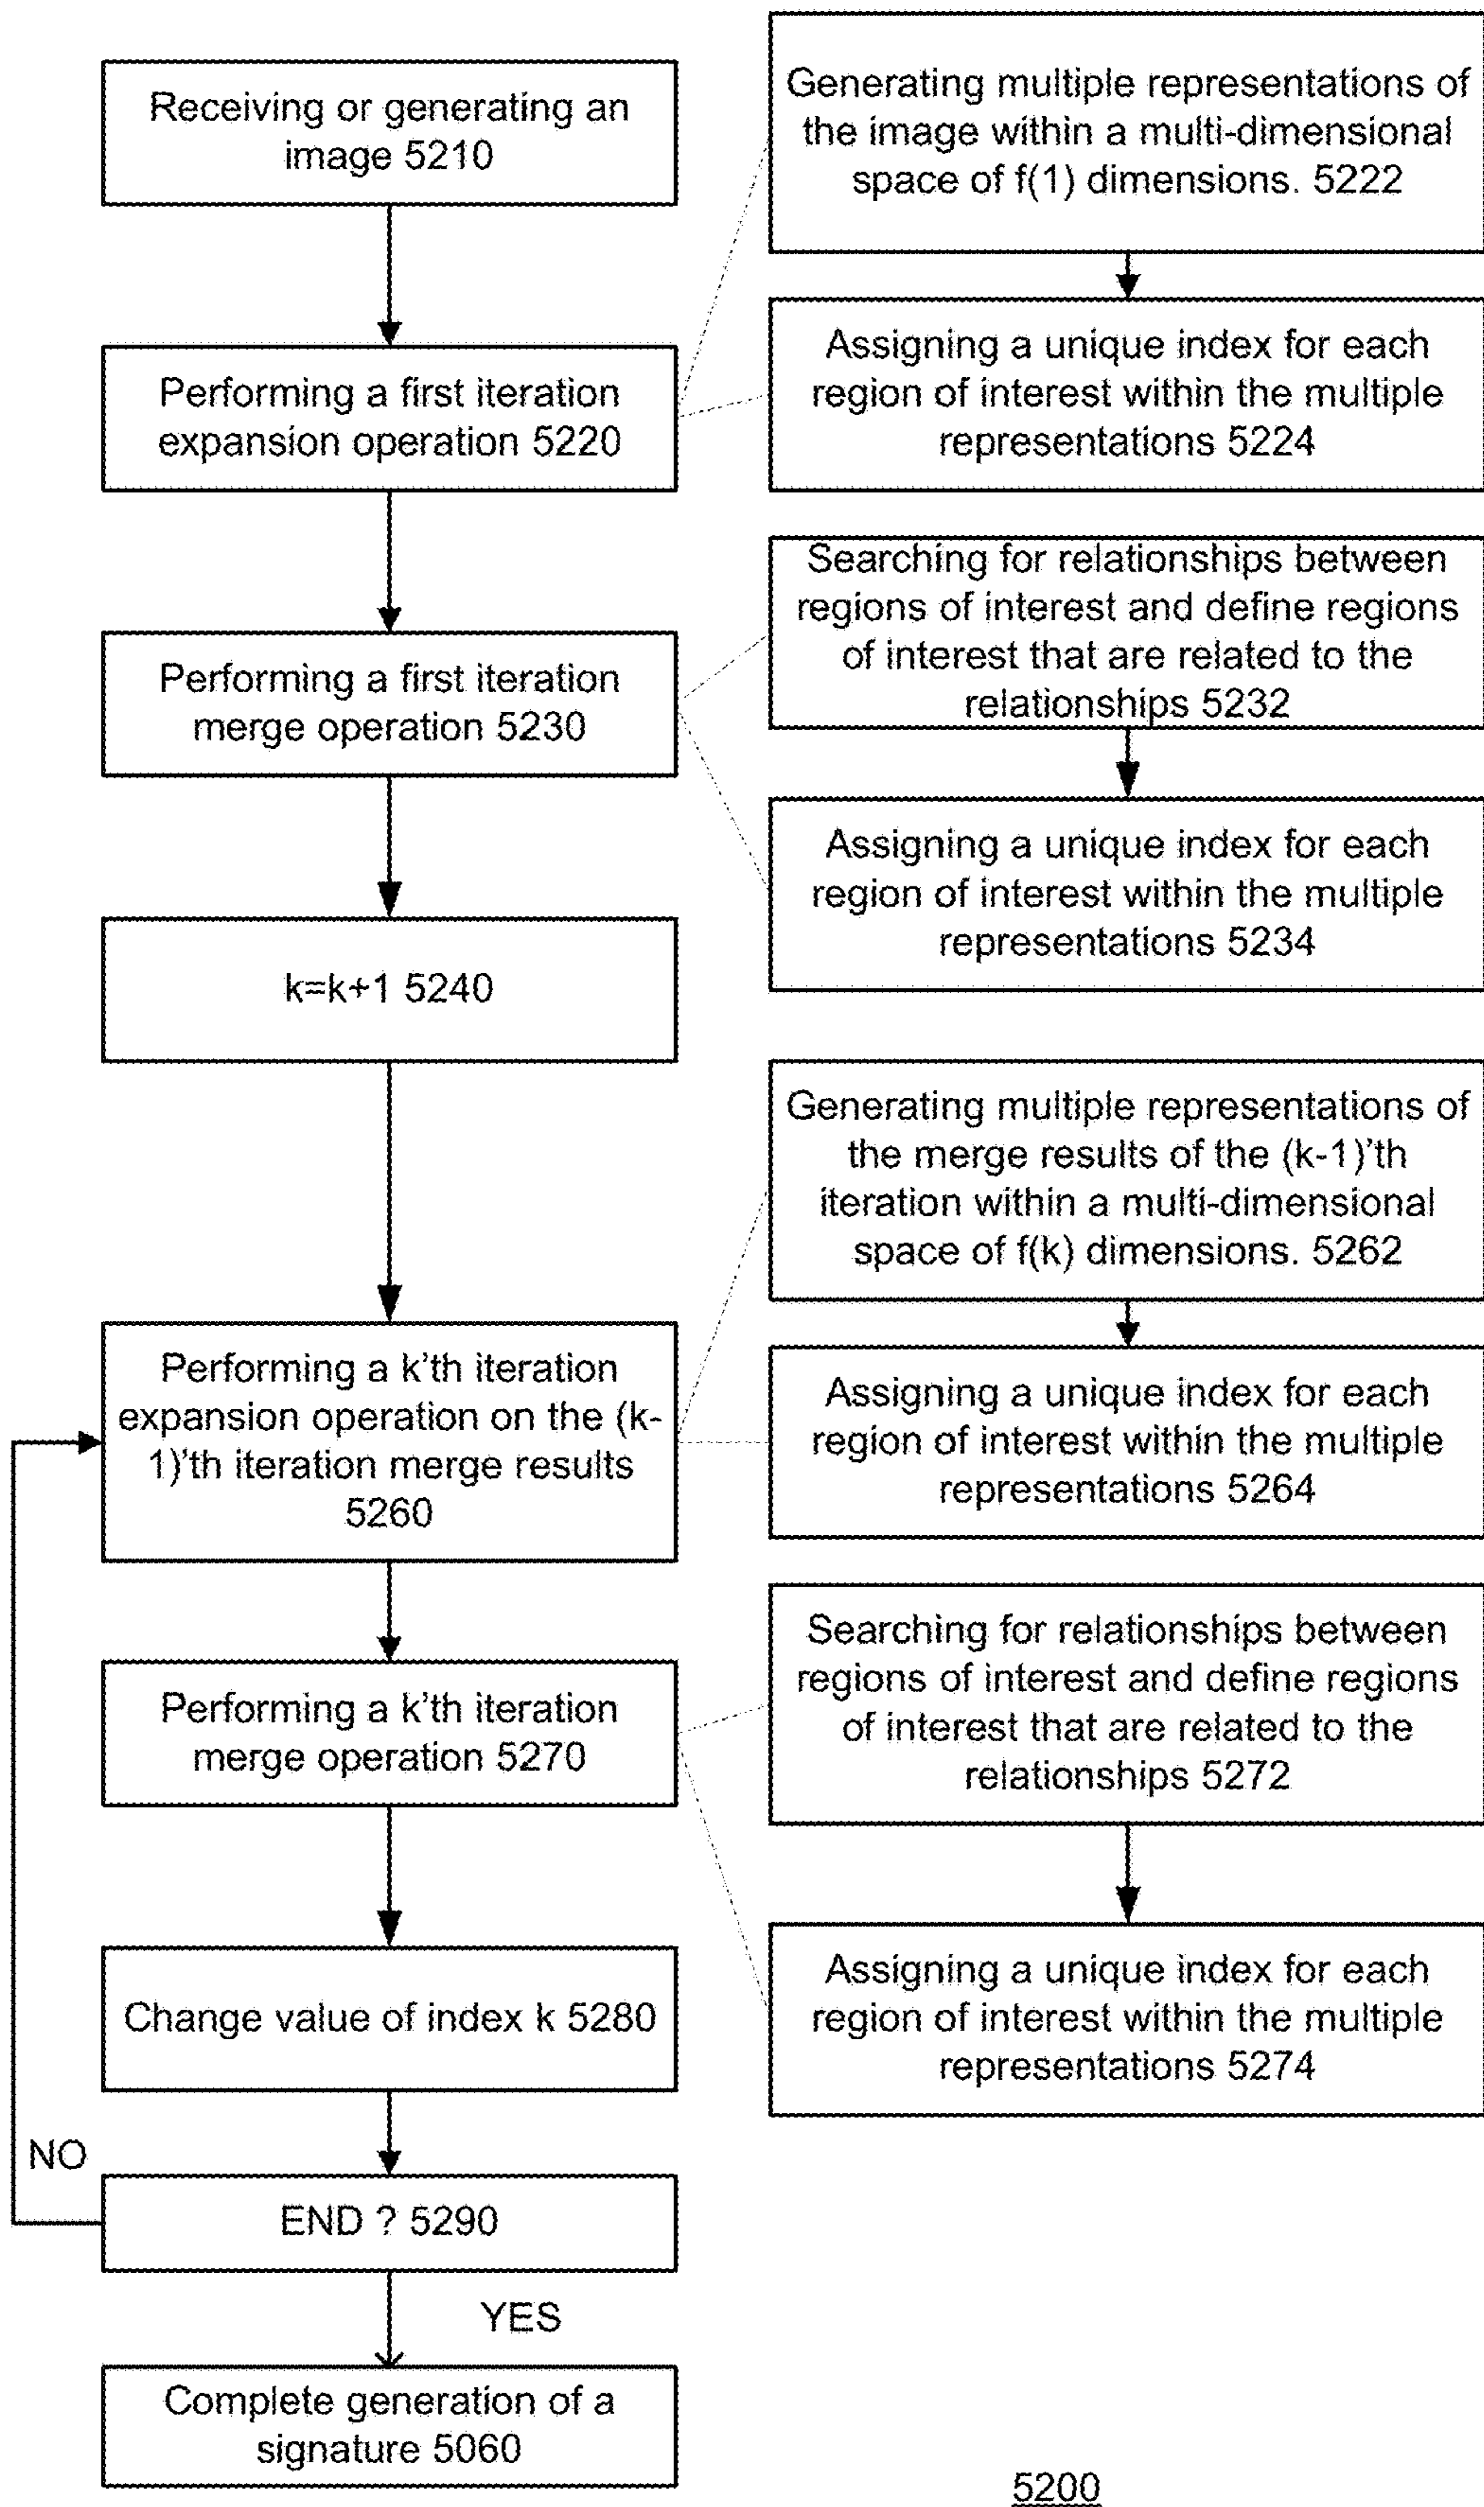 Receiving or generating an
image 5210
Generating multiple representations of
the image within a multi-dimensional
space of f(1) dimensions. 5222
Performing a first iteration
expansion operation 5220
Assigning a unique index for each
region of interest within the multiple
representations 5224
Performing a first iteration
merge operation 5230
Searching for relationships between
regions of interest and define regions
of interest that are related to the
relationships 5232
Assigning a unique index for each
region of interest within the multiple
representations 5234
k=k+1 5240
Performing a k'th iteration
expansion operation on the (k-
1)'th iteration merge results
5260
Generating multiple representations of
the merge results of the (k-1)'th
iteration within a multi-dimensional
space of f(k) dimensions. 5262
Assigning a unique index for each
region of interest within the multiple
representations 5264
Performing a k'th iteration
merge operation 5270
Searching for relationships between
regions of interest and define regions
of interest that are related to the
relationships 5272
Assigning a unique index for each
region of interest within the multiple
representations 5274
Change value of index k 5280
NO
END ? 5290
YES
Complete generation of a
signature 5060
5200